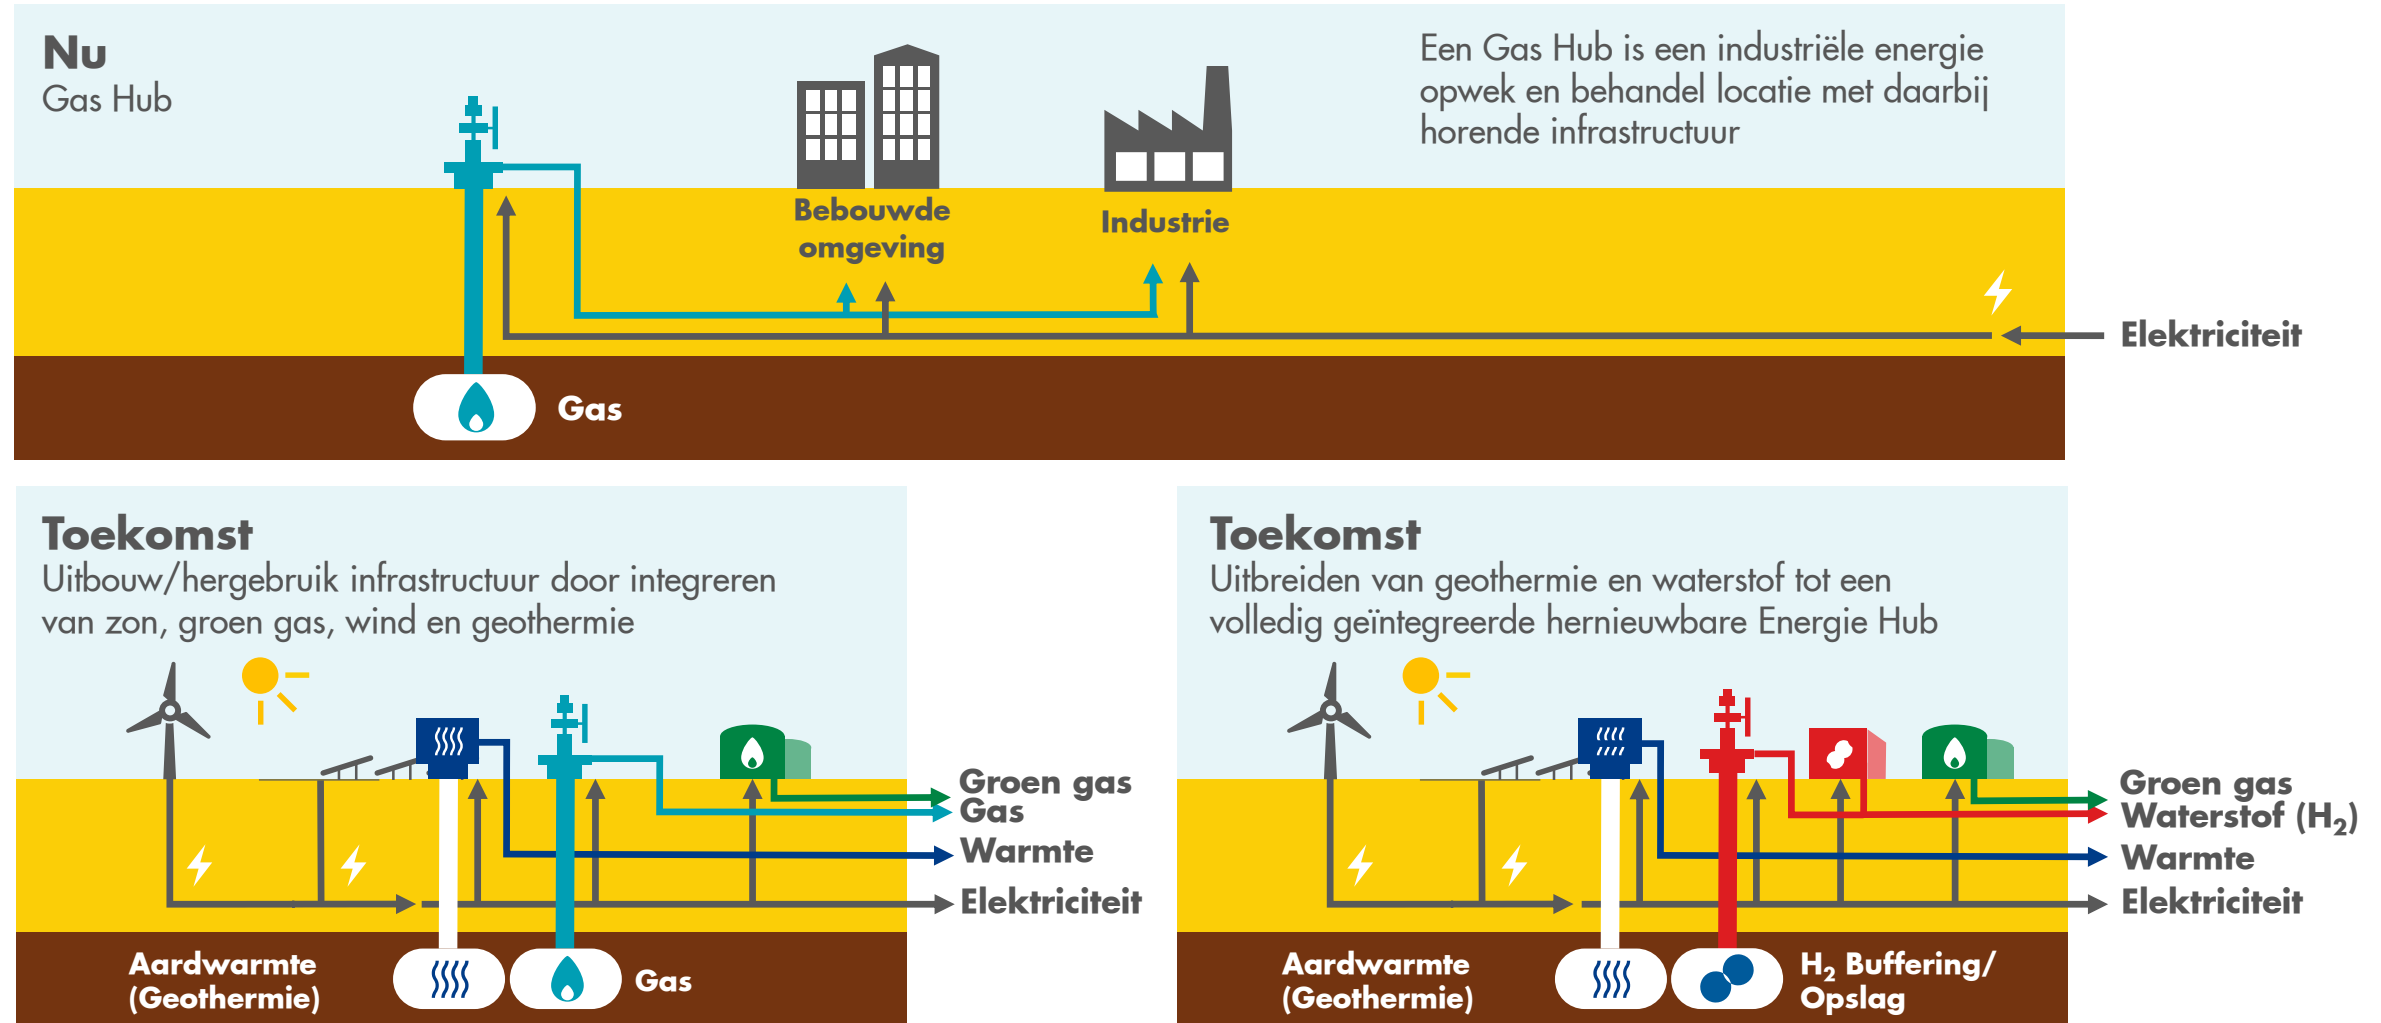 Nu
Gas Hub
Een Gas Hub is een industriële energie
opwek en behandel locatie met daarbij
horende infrastructuur
Bebouwde
omgeving
Industrie
Elektriciteit
Gas
Toekomst
Uitbouw/hergebruik infrastructuur door integreren
van zon, groen gas, wind en geothermie
Groen gas
Gas
Warmte
Elektriciteit
Aardwarmte
(Geothermie)
Gas
Toekomst
Uitbreiden van geothermie en waterstof tot een
volledig geïntegreerde hernieuwbare Energie Hub
Groen gas
Waterstof (H₂)
Warmte
Elektriciteit
Aardwarmte
(Geothermie)
H₂ Buffering/
Opslag